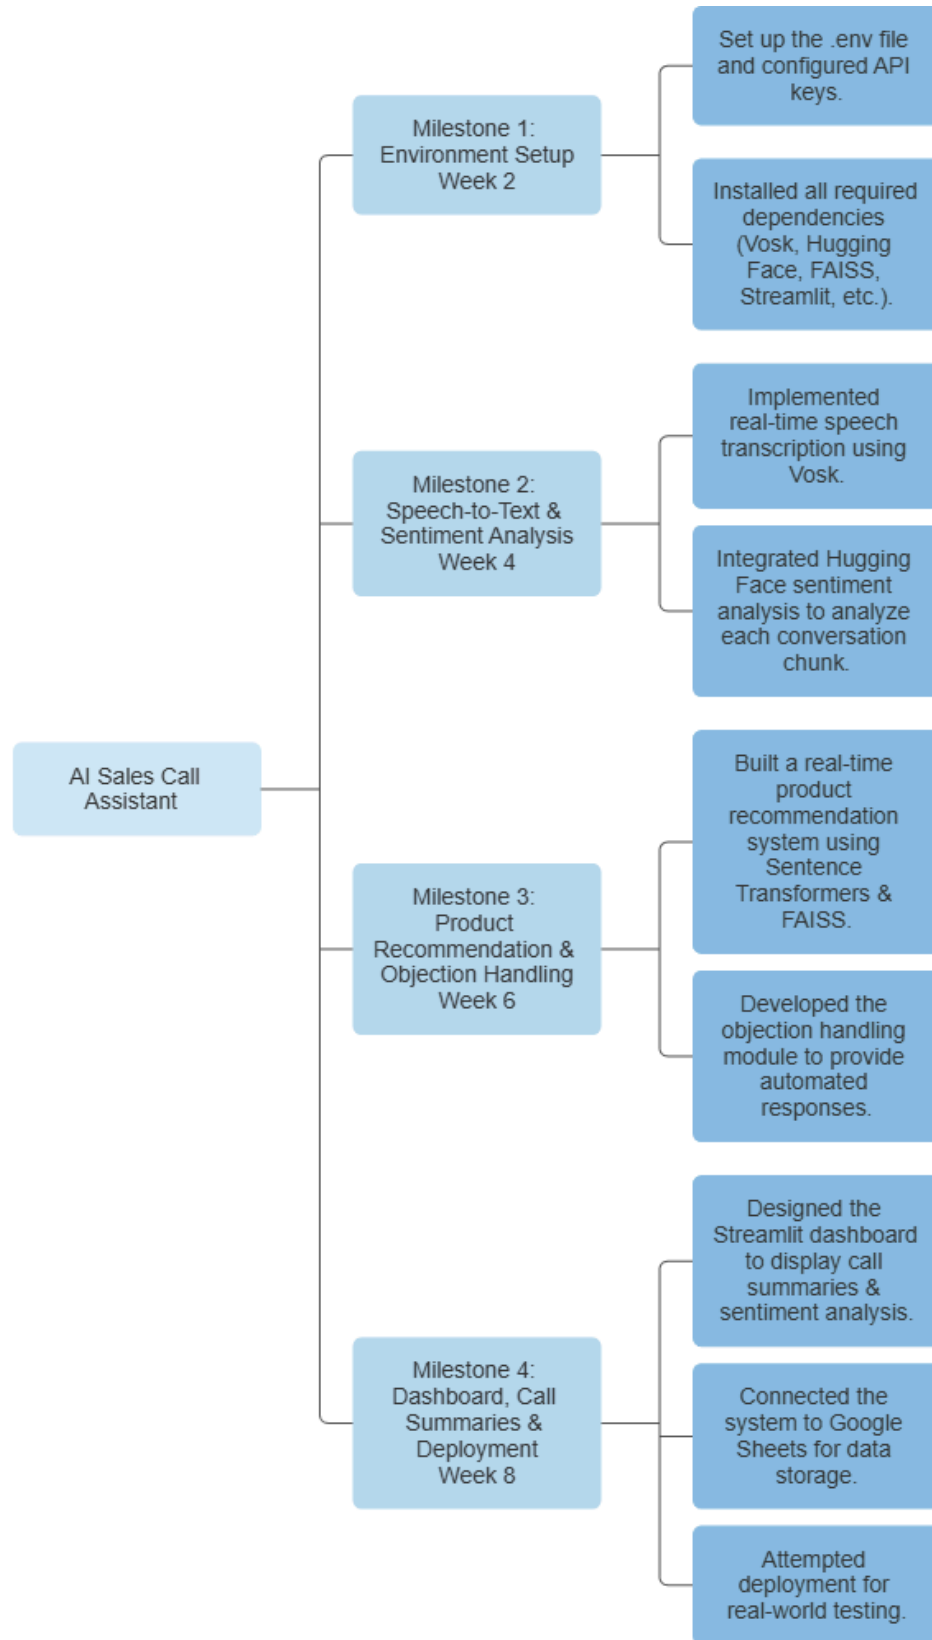 AI Sales Call
Assistant
Milestone 1:
Environment Setup
Week 2
Set up the .env file
and configured API
keys.
Installed all required
dependencies
(Vosk, Hugging
Face, FAISS,
Streamlit, etc.).
Milestone 2:
Speech-to-Text &
Sentiment Analysis
Week 4
Implemented
real-time speech
transcription using
Vosk.
Integrated Hugging
Face sentiment
analysis to analyze
each conversation
chunk.
Milestone 3:
Product
Recommendation &
Objection Handling
Week 6
Built a real-time
product
recommendation
system using
Sentence
Transformers &
FAISS.
Developed the
objection handling
module to provide
automated
responses.
Milestone 4:
Dashboard, Call
Summaries &
Deployment
Week 8
Designed the
Streamlit dashboard
to display call
summaries &
sentiment analysis.
Connected the
system to Google
Sheets for data
storage.
Attempted
deployment for
real-world testing.